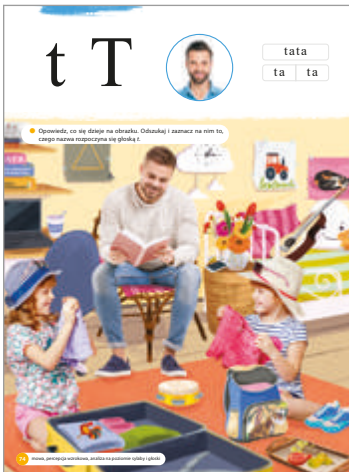 t T
tata
ta ta
Opowiedz, co się dzieje na obrazku. Odszukaj i zaznacz na nim to,
czego nazwa rozpoczyna się głoską t.
74 mowa, percepcja wzrokowa, analiza na poziomie sylaby i głoski